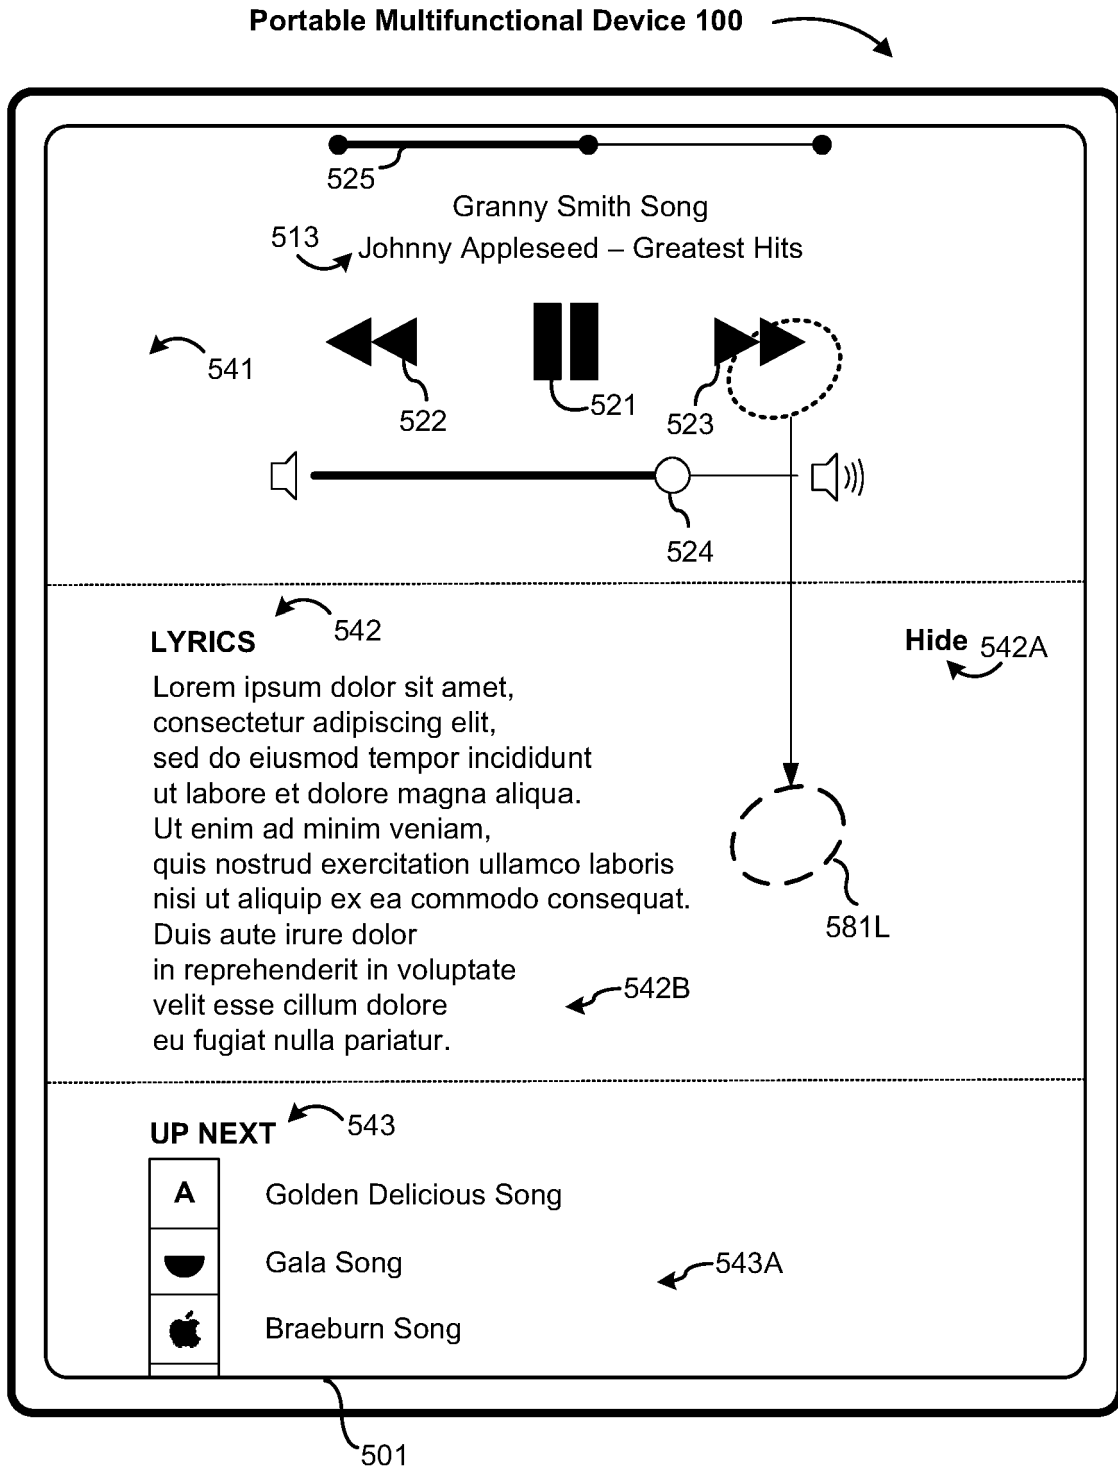 Portable Multifunctional Device 100
525
Granny Smith Song
513
Johnny Appleseed – Greatest Hits
541
522
521
523
524
542
LYRICS
Hide 542A
Lorem ipsum dolor sit amet,
consectetur adipiscing elit,
sed do eiusmod tempor incididunt
ut labore et dolore magna aliqua.
Ut enim ad minim veniam,
quis nostrud exercitation ullamco laboris
nisi ut aliquip ex ea commodo consequat.
581L
Duis aute irure dolor
in reprehenderit in voluptate
542B
velit esse cillum dolore
eu fugiat nulla pariatur.
543
UP NEXT
A Golden Delicious Song
Gala Song
543A
Braeburn Song
501